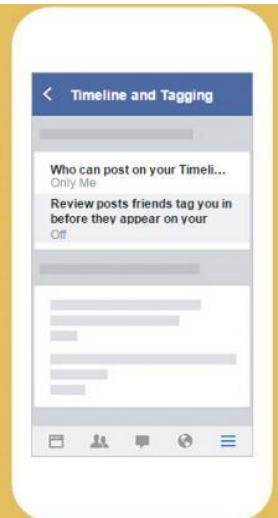 Timeline and Tagging
Who can post on your Timeli...
Only Me
Review posts friends tag you in
before they appear on your
Off